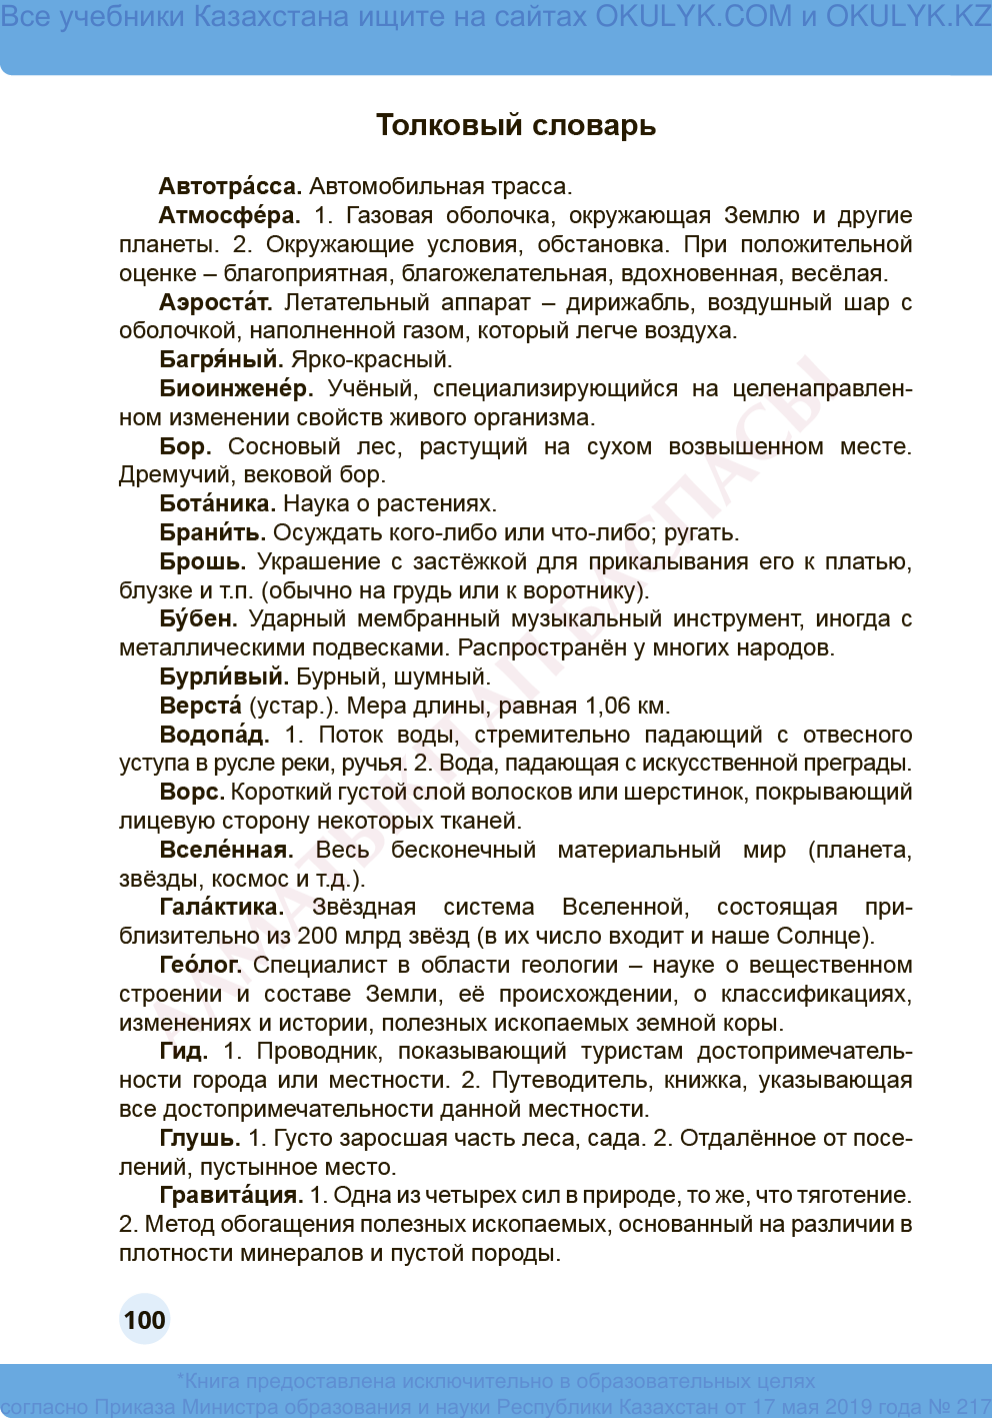 Все учебники Казахстана ищите на сайтах OKULYK.COM и OKULYK.KZ
Толковый словарь
Автотра́сса. Автомобильная трасса.
Атмосфе́ра. 1. Газовая оболочка, окружающая Землю и другие
планеты. 2. Окружающие условия, обстановка. При положительной
оценке – благоприятная, благожелательная, вдохновенная, весёлая.
Аэроста́т. Летательный аппарат – дирижабль, воздушный шар с
оболочкой, наполненной газом, который легче воздуха.
Багря́ный. Ярко-красный.
Биоинжене́р. Учёный, специализирующийся на целенаправлен-
ном изменении свойств живого организма.
Бор. Сосновый лес, растущий на сухом возвышенном месте.
Дремучий, вековой бор.
Бота́ника. Наука о растениях.
Брани́ть. Осуждать кого-либо или что-либо; ругать.
Брошь. Украшение с застёжкой для прикалывания его к платью,
блузке и т.п. (обычно на грудь или к воротнику).
Бу́бен. Ударный мембранный музыкальный инструмент, иногда с
металлическими подвесками. Распространён у многих народов.
Бурли́вый. Бурный, шумный.
Верста́ (устар.). Мера длины, равная 1,06 км.
Водопа́д. 1. Поток воды, стремительно падающий с отвесного
уступа в русле реки, ручья. 2. Вода, падающая с искусственной преграды.
Ворс. Короткий густой слой волосков или шерстинок, покрывающий
лицевую сторону некоторых тканей.
Вселе́нная. Весь бесконечный материальный мир (планета,
звёзды, космос и т.д.).
Гала́ктика. Звёздная система Вселенной, состоящая при-
близительно из 200 млрд звёзд (в их число входит и наше Солнце).
Гео́лог. Специалист в области геологии – науке о вещественном
строении и составе Земли, её происхождении, о классификациях,
изменениях и истории, полезных ископаемых земной коры.
Гид. 1. Проводник, показывающий туристам достопримечатель-
ности города или местности. 2. Путеводитель, книжка, указывающая
все достопримечательности данной местности.
Глушь. 1. Густо заросшая часть леса, сада. 2. Отдалённое от посе-
лений, пустынное место.
Гравита́ция. 1. Одна из четырех сил в природе, то же, что тяготение.
2. Метод обогащения полезных ископаемых, основанный на различии в
плотности минералов и пустой породы.
АЛМАТЫКІТАП БАСПАСЫ
100
*Книга предоставлена исключительно в образовательных целях
согласно Приказа Министра образования и науки Республики Казахстан от 17 мая 2019 года № 217